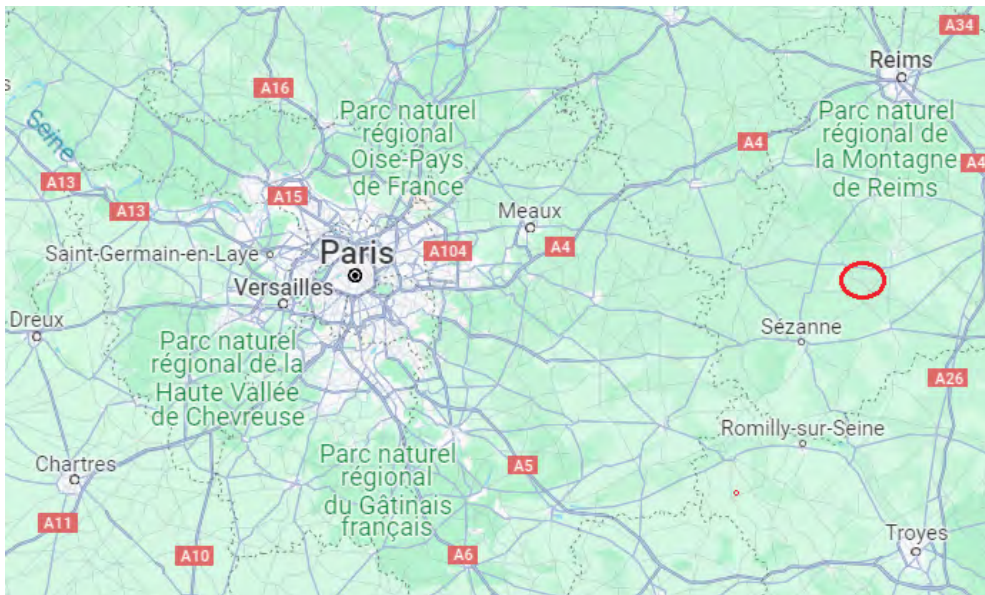 A34
Reims
A16
Parc naturel
régional
Oise-Pays
de France
Parc naturel
régional de
la Montagne
de Reims
Seine
A4
A4
A13
A15
A13
Meaux
Saint-Germain-en-Laye
Paris
A104
A4
Versailles
Dreux
Sézanne
Parc naturel
régional de la
Haute Vallée
de Chevreuse
A26
Romilly-sur-Seine
Parc naturel
régional
du Gâtinais
français
Chartres
A5
A11
A10
A6
Troyes